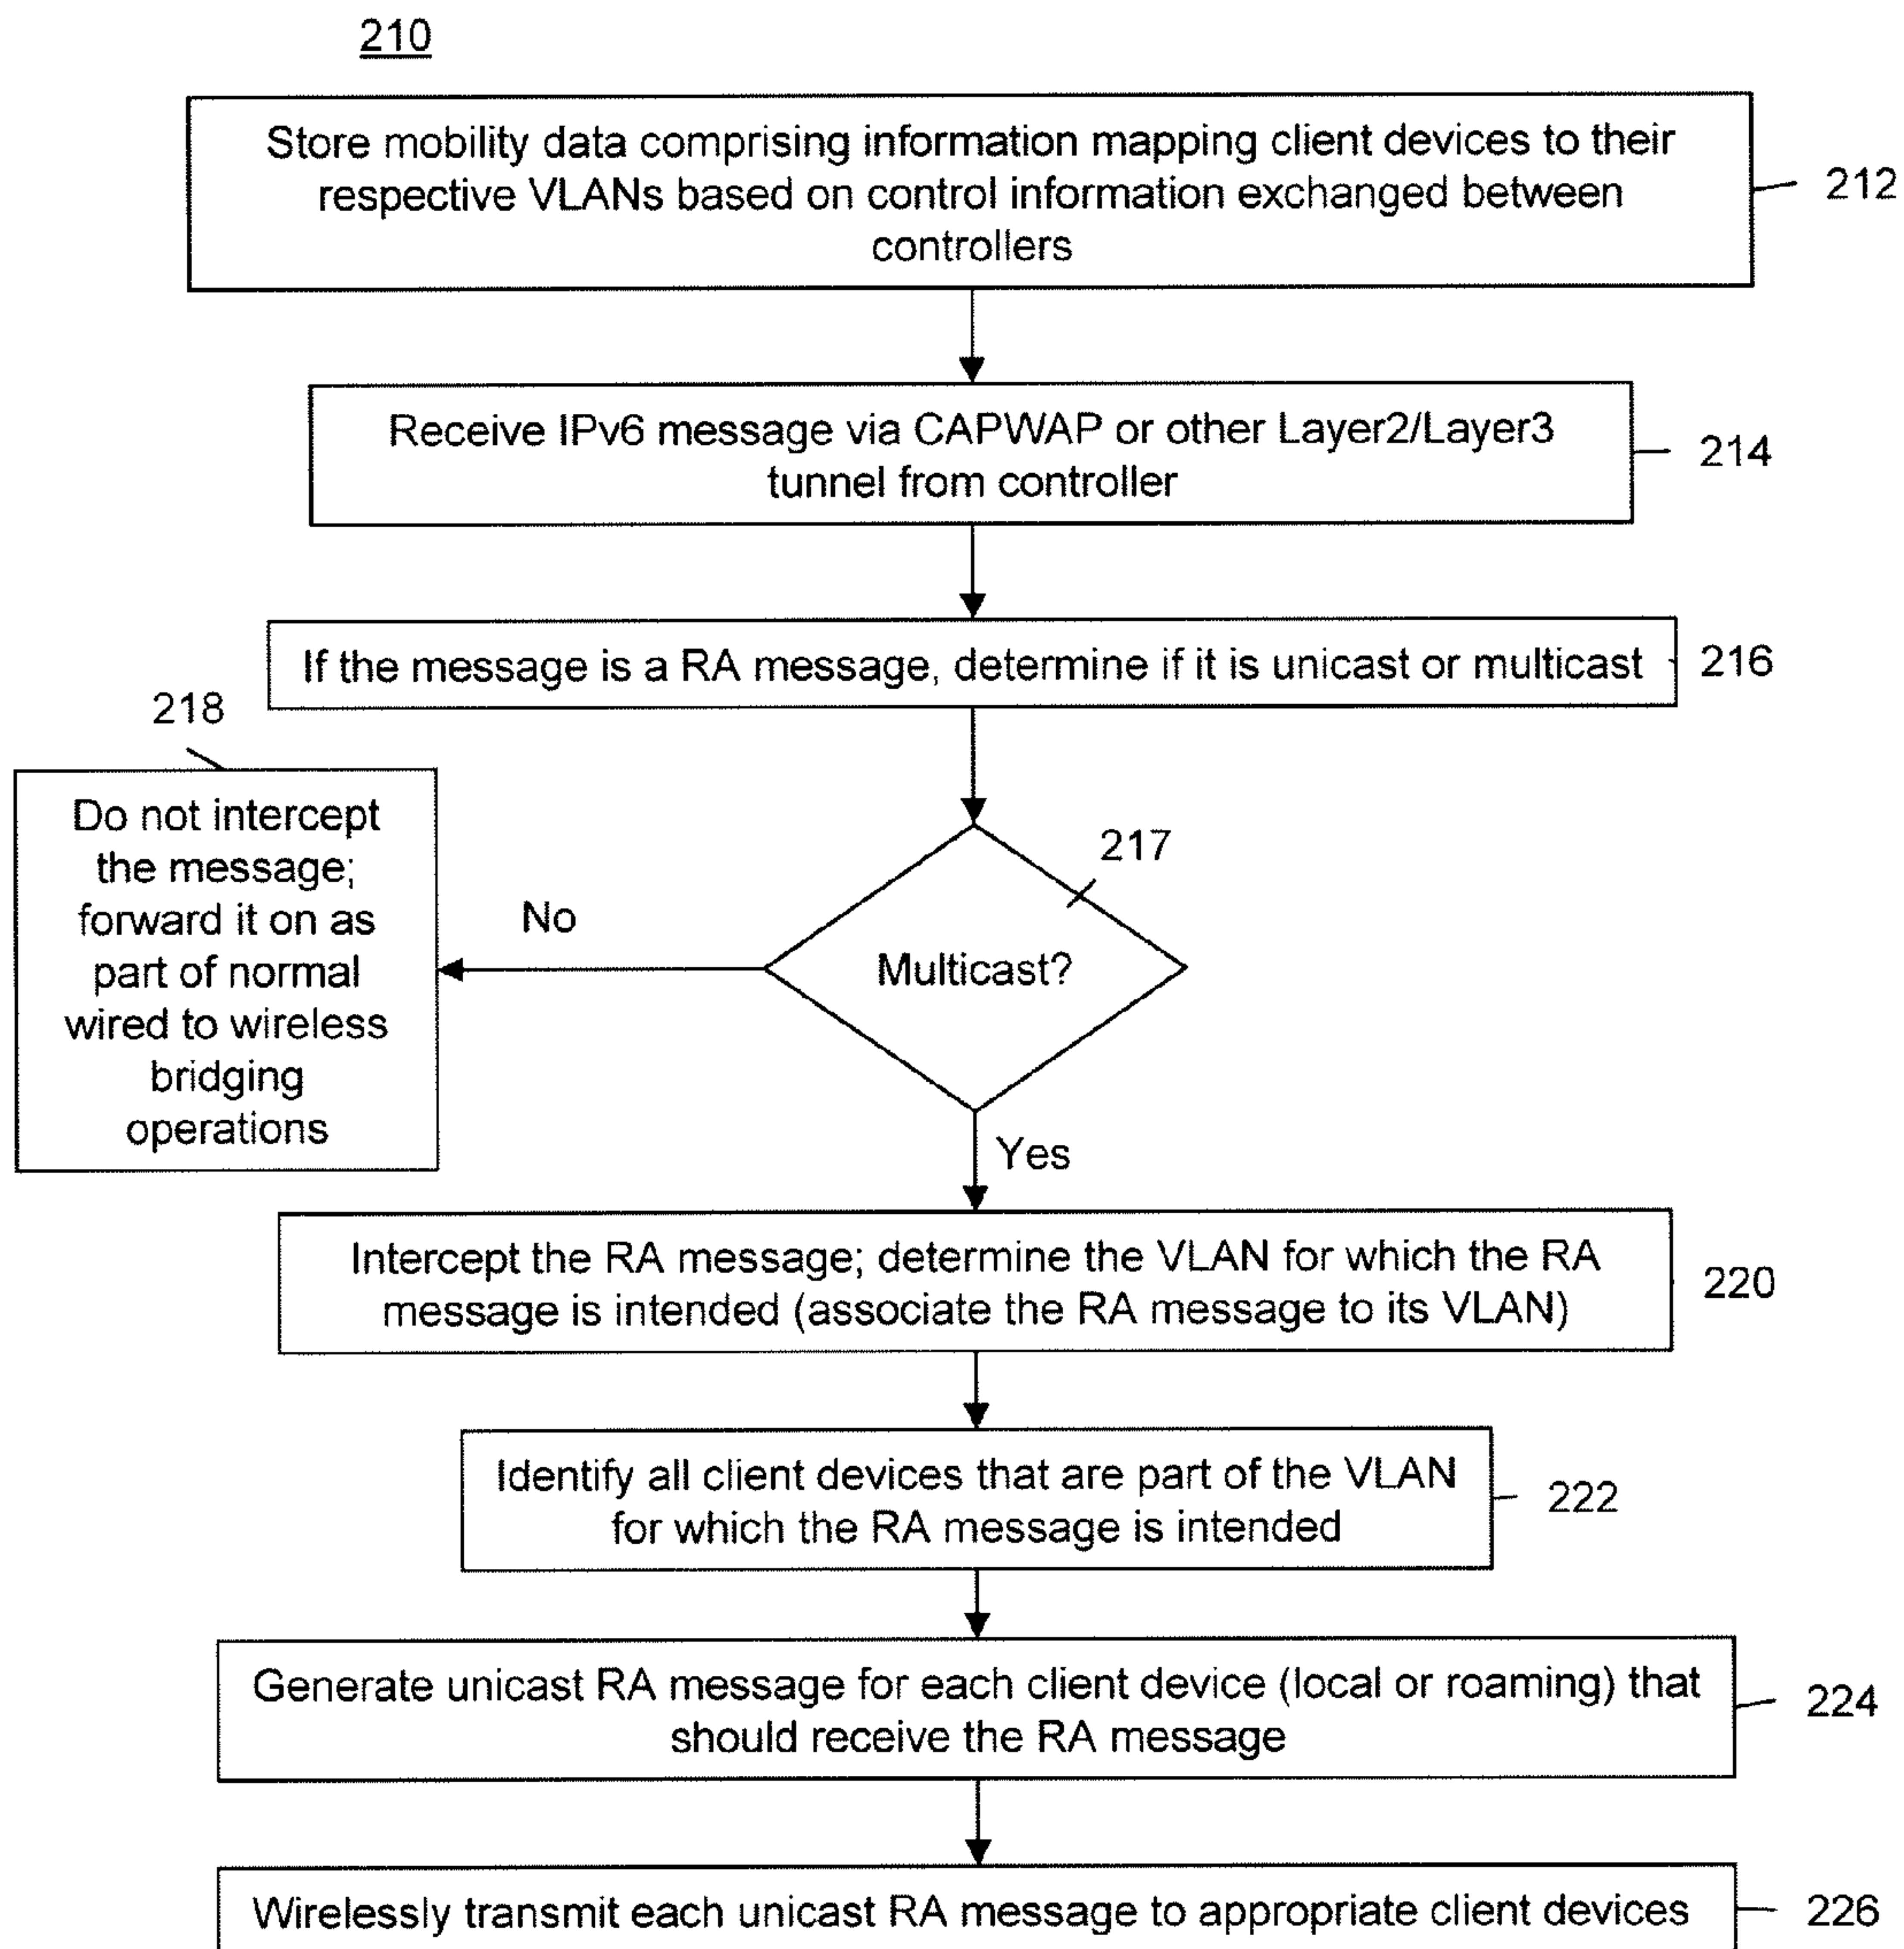 210
Store mobility data comprising information mapping client devices to their
respective VLANs based on control information exchanged between
controllers
212
Receive IPv6 message via CAPWAP or other Layer2/Layer3
tunnel from controller
214
If the message is a RA message, determine if it is unicast or multicast
216
218
Do not intercept
the message;
forward it on as
part of normal
wired to wireless
bridging
operations
No
217
Multicast?
Yes
Intercept the RA message; determine the VLAN for which the RA
message is intended (associate the RA message to its VLAN)
220
Identify all client devices that are part of the VLAN
for which the RA message is intended
222
Generate unicast RA message for each client device (local or roaming) that
should receive the RA message
224
Wirelessly transmit each unicast RA message to appropriate client devices
226